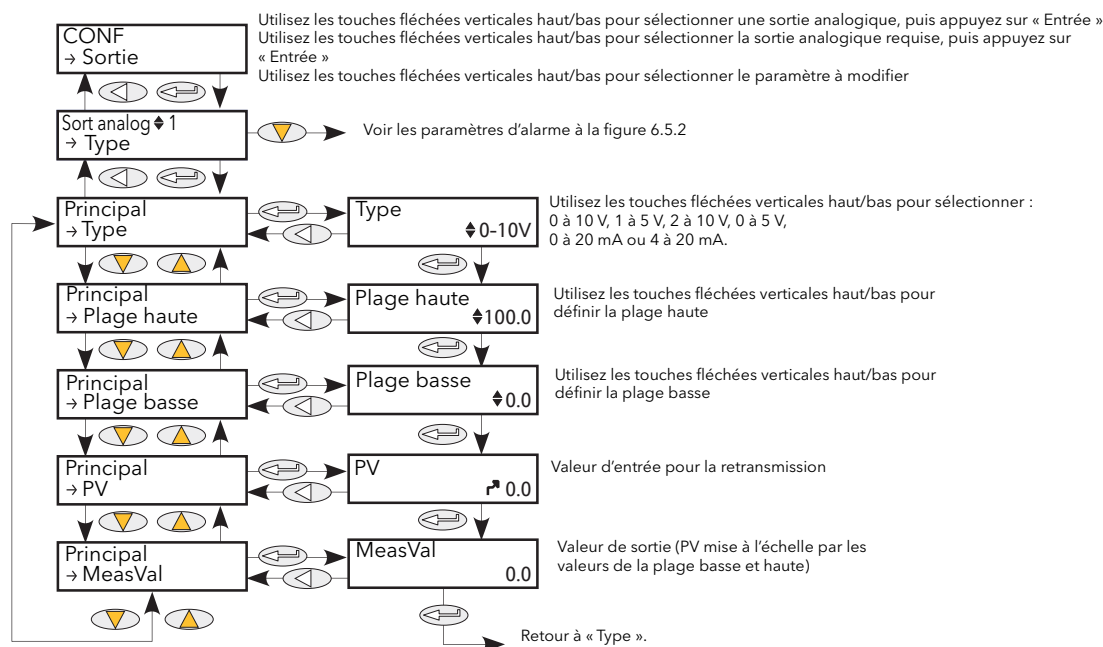 Utilisez les touches fléchées verticales haut/bas pour sélectionner une sortie analogique, puis appuyez sur « Entrée »
Utilisez les touches fléchées verticales haut/bas pour sélectionner la sortie analogique requise, puis appuyez sur
« Entrée »
Utilisez les touches fléchées verticales haut/bas pour sélectionner le paramètre à modifier
CONF
→ Sortie
Sort analog ♦ 1
→ Type
Voir les paramètres d'alarme à la figure 6.5.2
Principal
→ Type
Type
♦0-10V
Utilisez les touches fléchées verticales haut/bas pour sélectionner :
0 à 10 V, 1 à 5 V, 2 à 10 V, 0 à 5 V,
0 à 20 mA ou 4 à 20 mA.
Principal
→ Plage haute
Plage haute
♦100.0
Utilisez les touches fléchées verticales haut/bas pour
définir la plage haute
Principal
→ Plage basse
Plage basse
♦0.0
Utilisez les touches fléchées verticales haut/bas pour
définir la plage basse
Principal
→ PV
PV
0.0
Valeur d'entrée pour la retransmission
Principal
→ MeasVal
MeasVal
0.0
Valeur de sortie (PV mise à l'échelle par les
valeurs de la plage basse et haute)
Retour à « Type ».